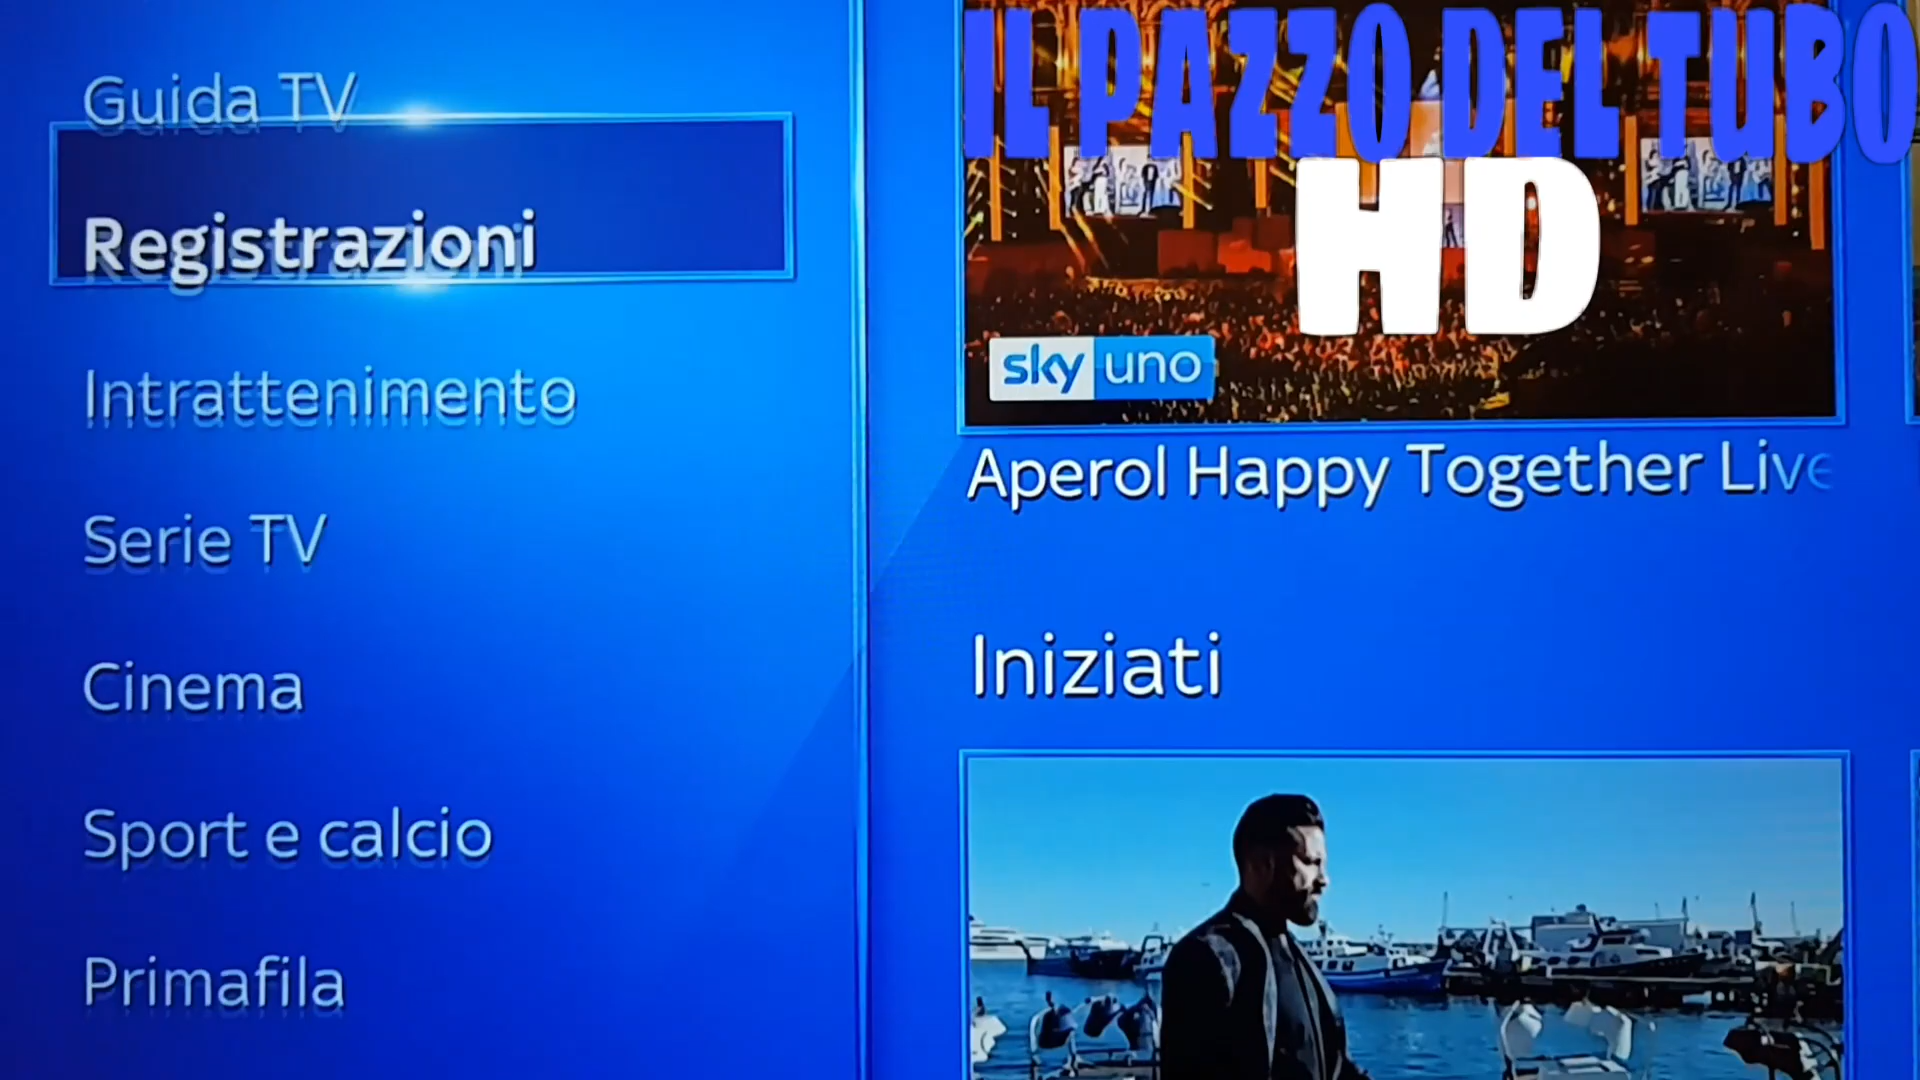 Guida TV
Registrazioni
Intrattenimento
Serie TV
Cinema
Sport e calcio
Primafila
IL PAZZO DEL TUBO
HD
sky uno
Aperol Happy Together Live
Iniziati